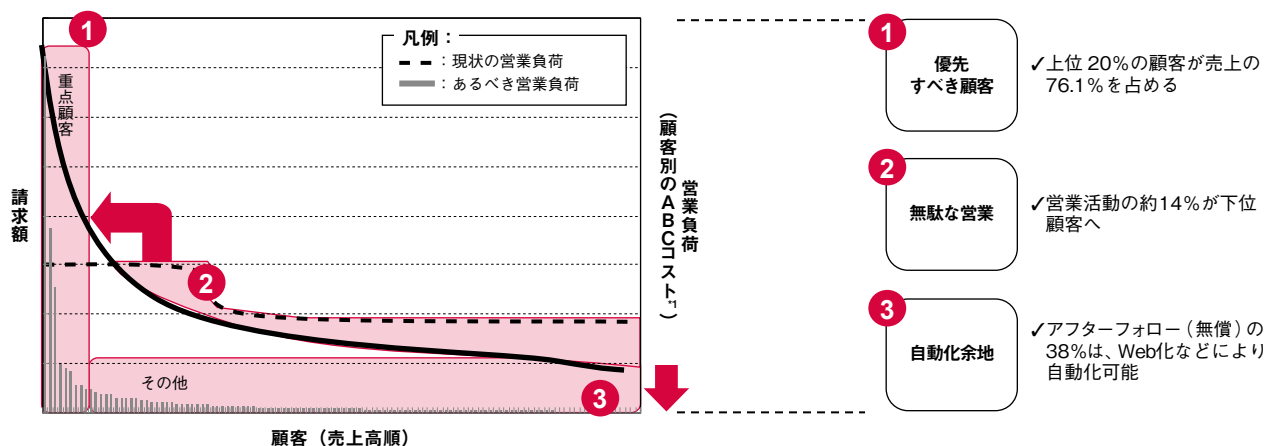 1
凡例：
：現状の営業負荷
：あるべき営業負荷
重点顧客
請求額
2
その他
3
顧客（売上高順）
営業負荷
（顧客別のABCコスト*1）
1
優先
すべき顧客
✓上位20％の顧客が売上の
76.1％を占める
2
無駄な営業
✓営業活動の約14％が下位
顧客へ
3
自動化余地
✓アフターフォロー（無償）の
38％は、Web化などにより
自動化可能